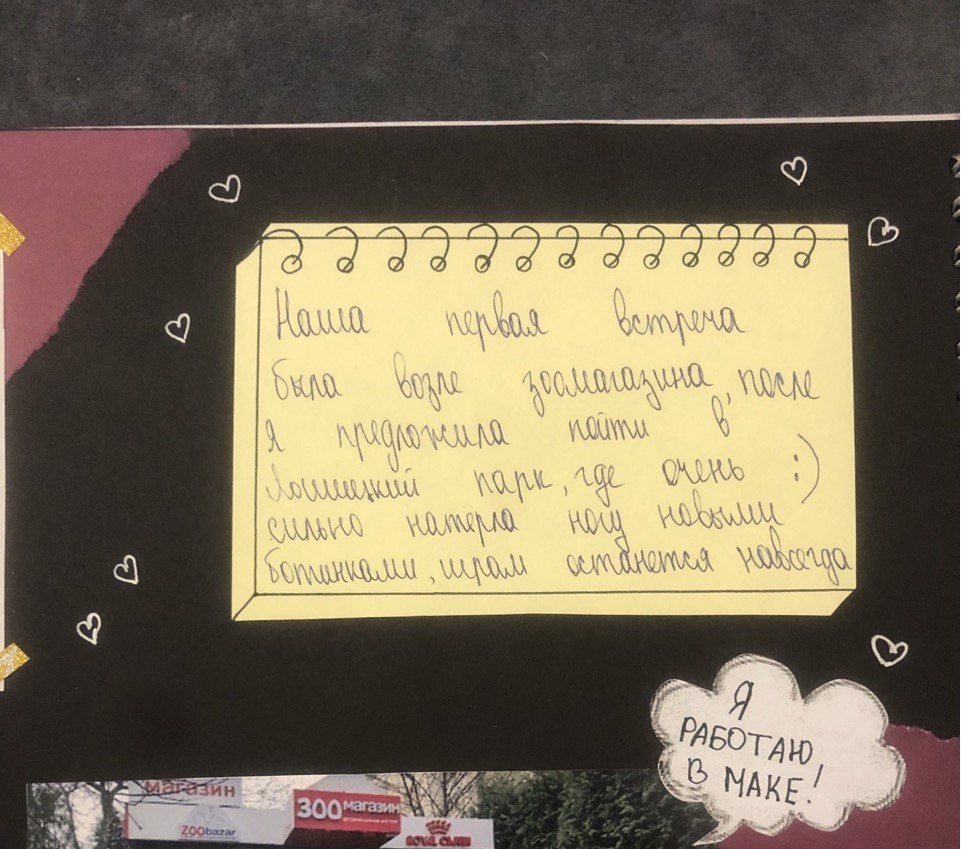 Наша первая встреча
была возле зоомагазина, после
я предложила пойти в
Лошицкий парк, где очень :)
сильно натерла ногу новыми
ботинками, шрам останется навсегда
Я
РАБОТАЮ
В МАКЕ!
магазин
ZOObazar
ЗОО магазин
ROYAL CANIN